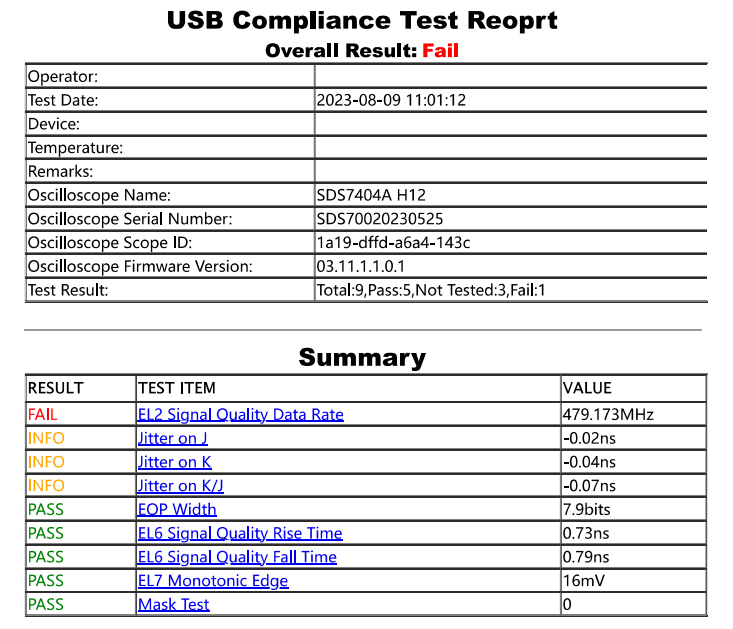 USB Compliance Test Reoprt
Overall Result: Fail
Operator:
Test Date: 2023-08-09 11:01:12
Device:
Temperature:
Remarks:
Oscilloscope Name: SDS7404A H12
Oscilloscope Serial Number: SDS70020230525
Oscilloscope Scope ID: 1a19-dffd-a6a4-143c
Oscilloscope Firmware Version: 03.11.1.1.0.1
Test Result: Total:9,Pass:5,Not Tested:3,Fail:1
Summary
RESULT TEST ITEM VALUE
FAIL EL2 Signal Quality Data Rate 479.173MHz
INFO Jitter on J -0.02ns
INFO Jitter on K -0.04ns
INFO Jitter on K/J -0.07ns
PASS EOP Width 7.9bits
PASS EL6 Signal Quality Rise Time 0.73ns
PASS EL6 Signal Quality Fall Time 0.79ns
PASS EL7 Monotonic Edge 16mV
PASS Mask Test 0